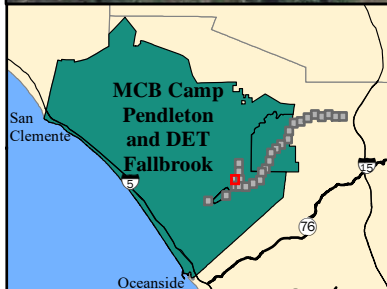 MCB Camp
Pendleton
and DET
Fallbrook
San
Clemente
5
15
76
Oceanside